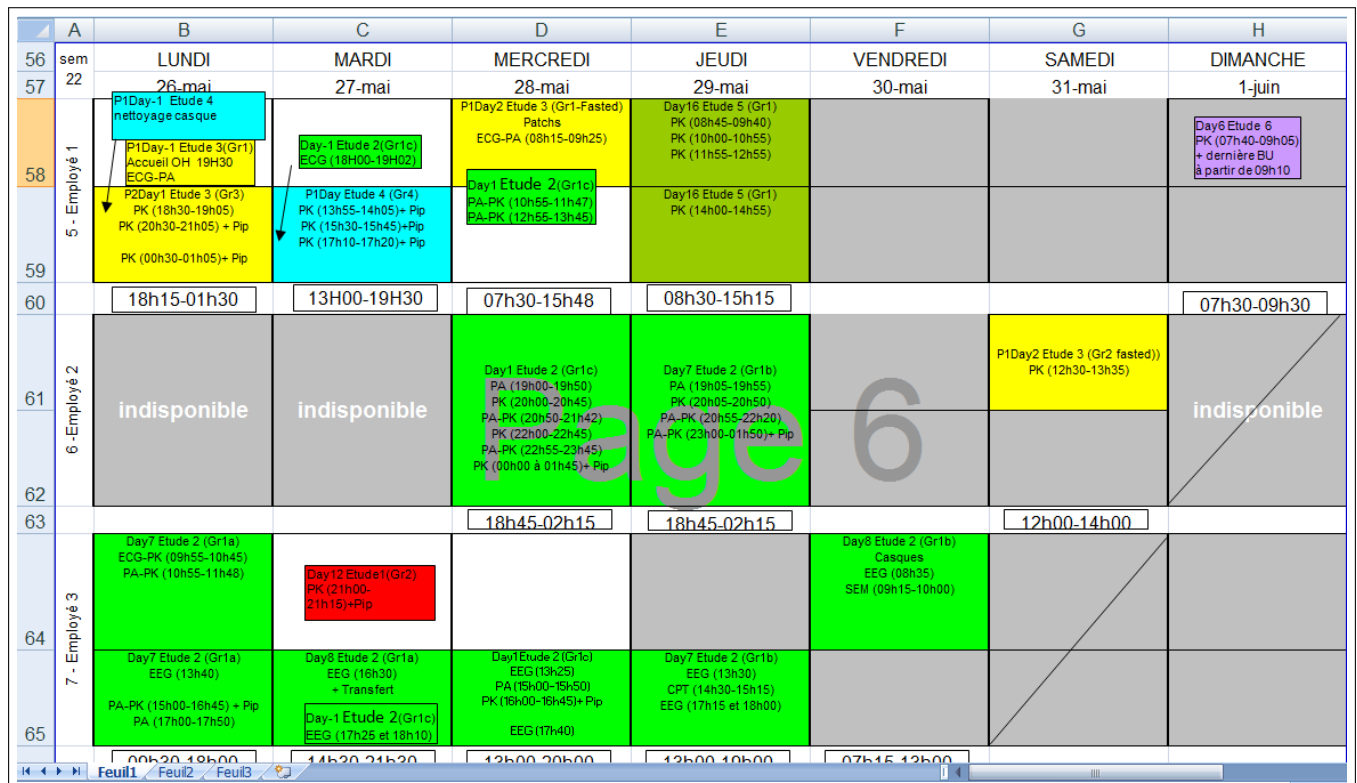 A B C D E F G H
56 sem LUNDI MARDI MERCREDI JEUDI VENDREDI SAMEDI DIMANCHE
57 22 26-mai 27-mai 28-mai 29-mai 30-mai 31-mai 1-juin
58
5 - Employé 1
P1Day-1 Etude 4
nettoyage casque
P1Day-1 Etude 3(Gr1)
Accueil OH 19H30
ECG-PA
Day-1 Etude 2(Gr1c)
ECG (18H00-19H02)
P1Day2 Etude 3 (Gr1-Fasted)
Patchs
ECG-PA (08h15-09h25)
Day1 Etude 2(Gr1c)
PA-PK (10h55-11h47)
PA-PK (12h55-13h45)
Day16 Etude 5 (Gr1)
PK (08h45-09h40)
PK (10h00-10h55)
PK (11h55-12h55)
Day6 Etude 6
PK (07h40-09h05)
+ dernière BU
à partir de 09h10
59
P2Day1 Etude 3 (Gr3)
PK (18h30-19h05)
PK (20h30-21h05) + Pip
PK (00h30-01h05)+ Pip
P1Day Etude 4 (Gr4)
PK (13h55-14h05)+ Pip
PK (15h30-15h45)+Pip
PK (17h10-17h20)+ Pip
Day16 Etude 5 (Gr1)
PK (14h00-14h55)
60 18h15-01h30 13H00-19H30 07h30-15h48 08h30-15h15 07h30-09h30
61
6 -Employé 2
indisponible
indisponible
Day1 Etude 2 (Gr1c)
PA (19h00-19h50)
PK (20h00-20h45)
PA-PK (20h50-21h42)
PK (22h00-22h45)
PA-PK (22h55-23h45)
PK (00h00 à 01h45)+ Pip
Day7 Etude 2 (Gr1b)
PA (19h05-19h55)
PK (20h05-20h50)
PA-PK (20h55-22h20)
PA-PK (23h00-01h50)+ Pip
P1Day2 Etude 3 (Gr2 fasted))
PK (12h30-13h35)
indisponible
Page 6
62
63 18h45-02h15 18h45-02h15 12h00-14h00
64
7 - Employé 3
Day7 Etude 2 (Gr1a)
ECG-PK (09h55-10h45)
PA-PK (10h55-11h48)
Day12 Etude1(Gr2)
PK (21h00-
21h15)+Pip
Day8 Etude 2 (Gr1b)
Casques
EEG (08h35)
SEM (09h15-10h00)
65
Day7 Etude 2 (Gr1a)
EEG (13h40)
PA-PK (15h00-16h45) + Pip
PA (17h00-17h50)
Day8 Etude 2 (Gr1a)
EEG (16h30)
+ Transfert
Day-1 Etude 2(Gr1c)
EEG (17h25 et 18h10)
Day1Etude 2(Gr1c)
EEG (13h25)
PA(15h00-15h50)
PK(16h00-16h45)+Pip
EEG (17h40)
Day7 Etude 2 (Gr1b)
EEG (13h30)
CPT (14h30-15h15)
EEG (17h15 et 18h00)
09h30-18h00 14h30-21h30 13h00-20h00 13h00-19h00 07h15-13h00
Feuil1 Feuil2 Feuil3